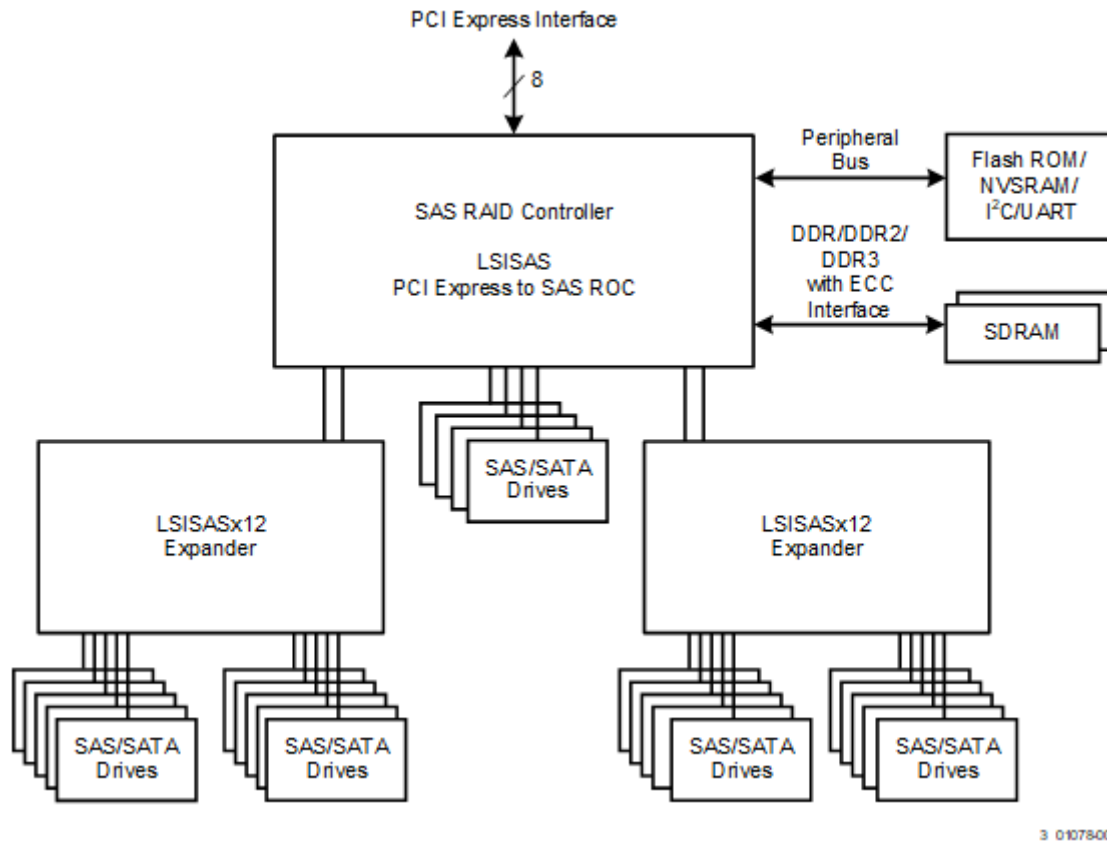 PCI Express Interface
8
SAS RAID Controller
LSISAS
PCI Express to SAS ROC
Peripheral
Bus
Flash ROM/
NVSRAM/
I²C/UART
DDR/DDR2/
DDR3
with ECC
Interface
SDRAM
SAS/SATA
Drives
LSISASx12
Expander
LSISASx12
Expander
SAS/SATA
Drives
SAS/SATA
Drives
SAS/SATA
Drives
SAS/SATA
Drives
3_01078-00